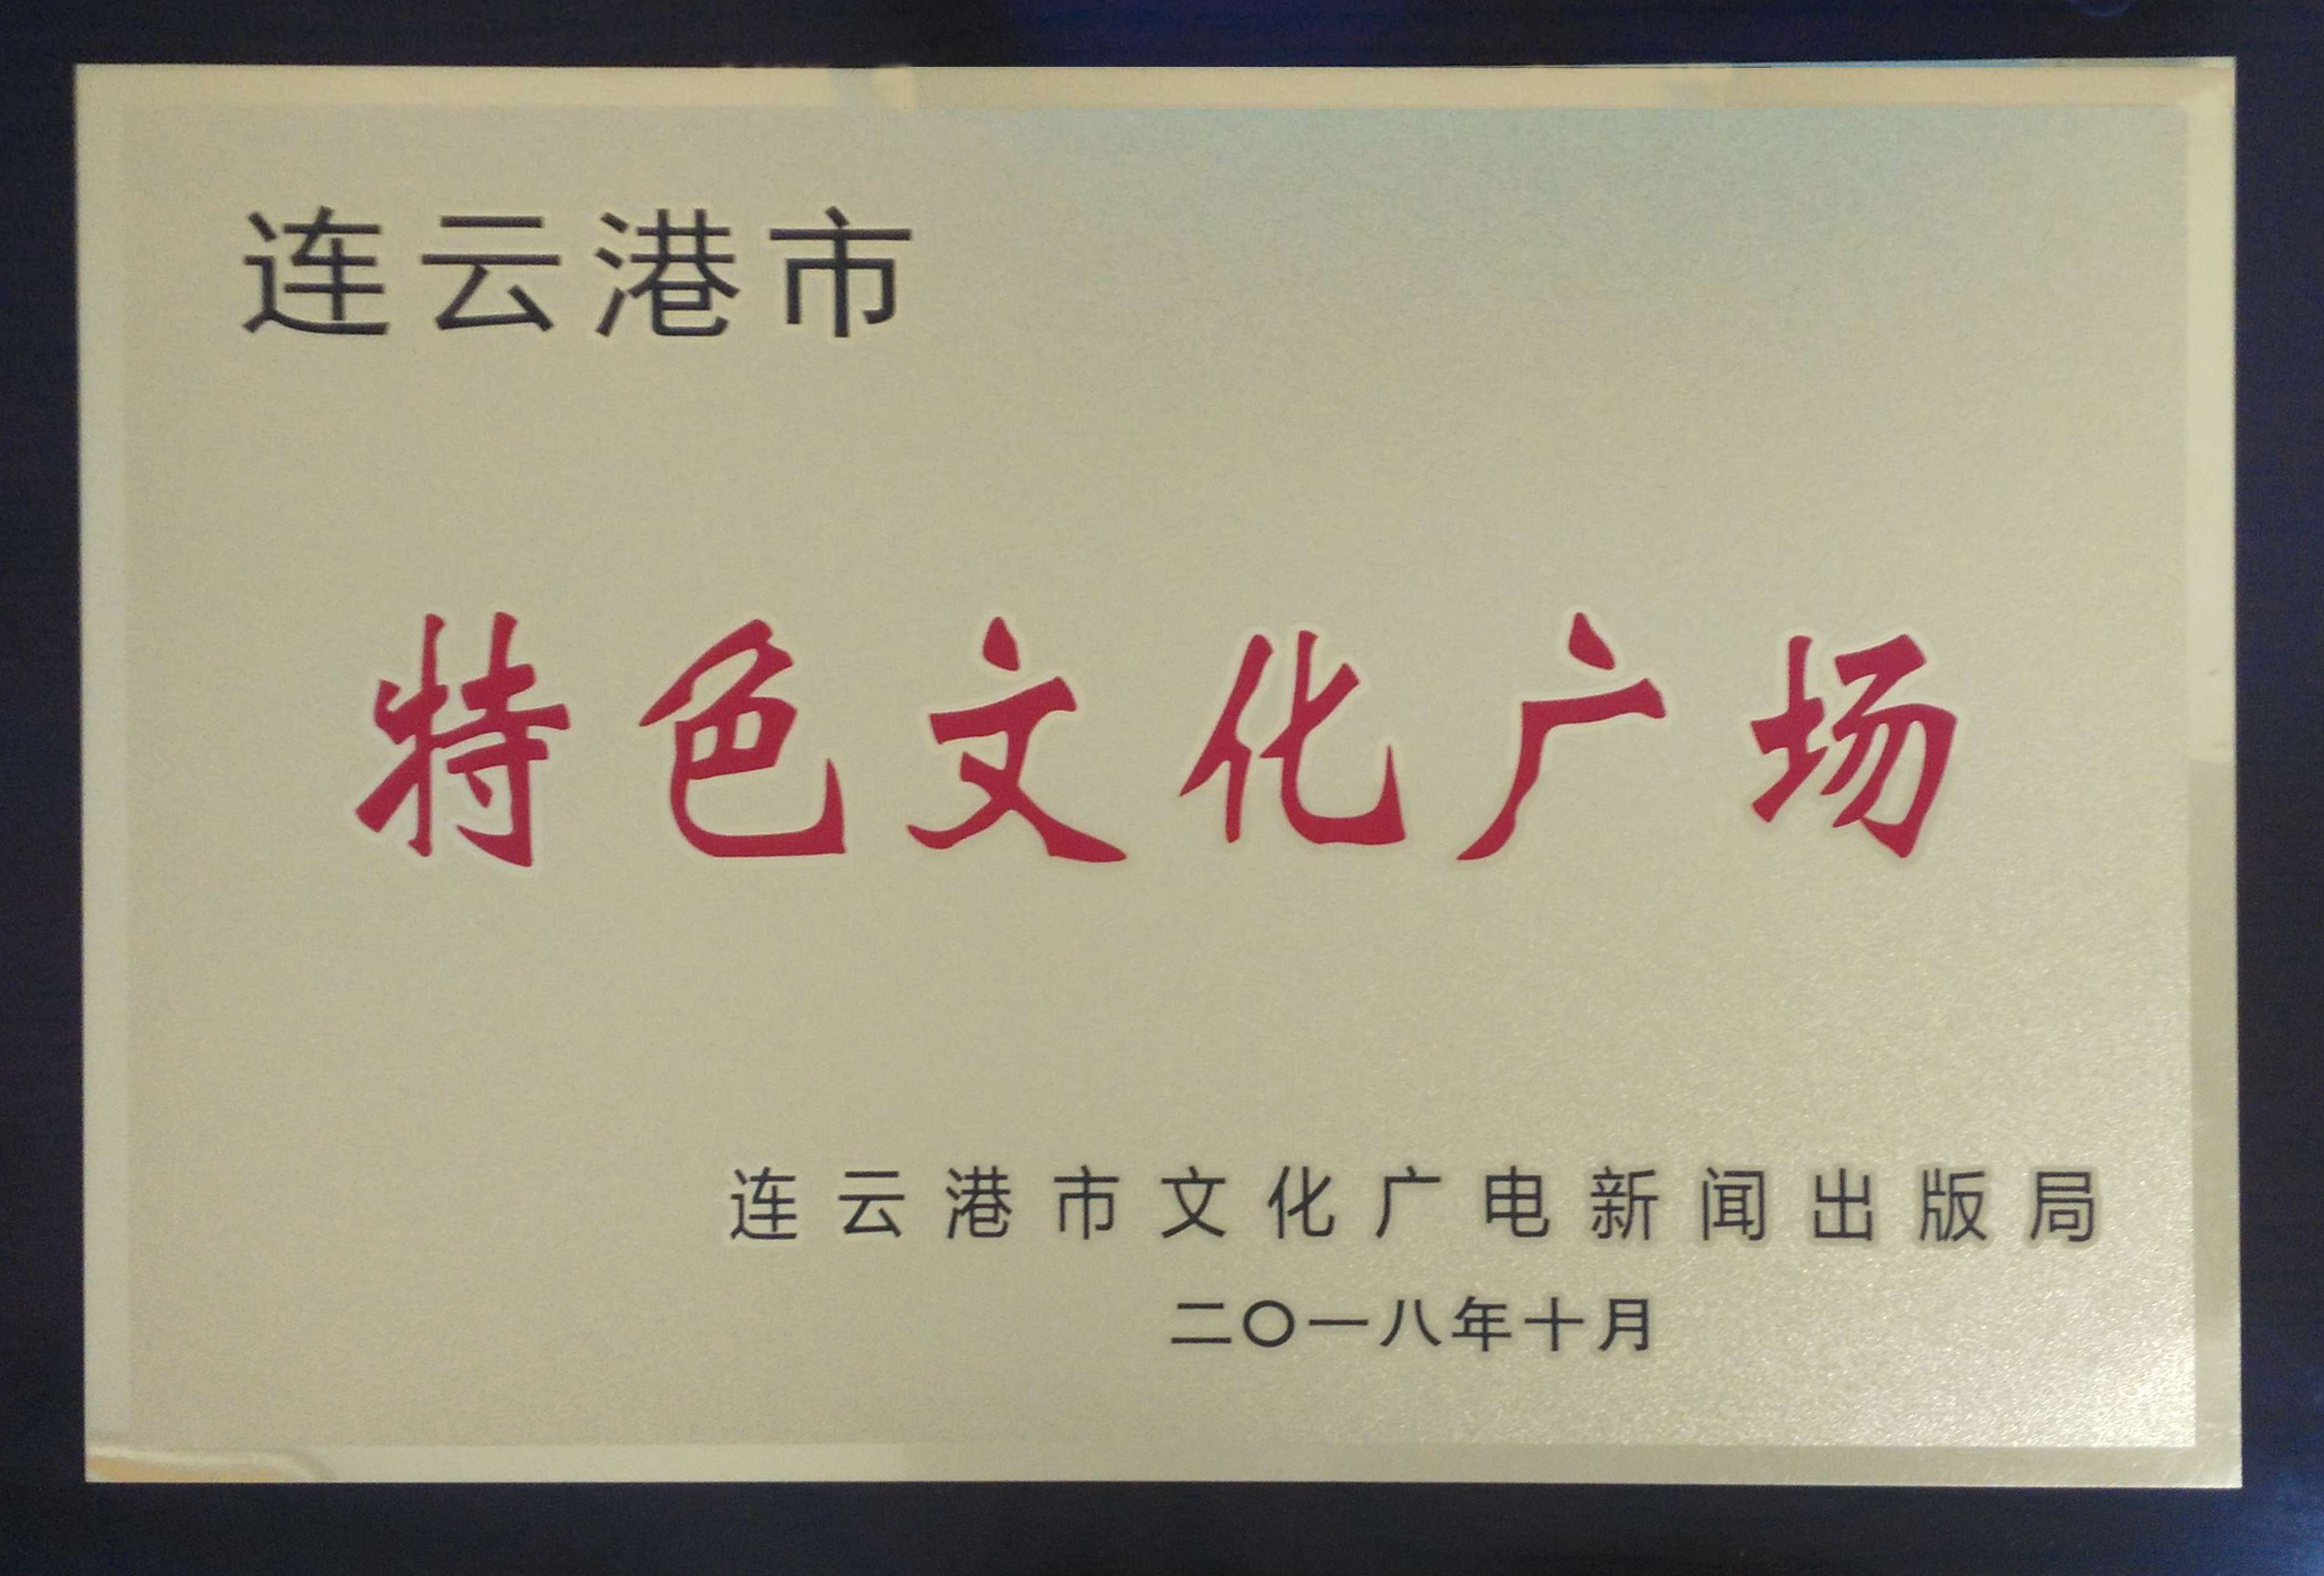 连云港市
特色文化广场
连云港市文化广电新闻出版局
二〇一八年十月